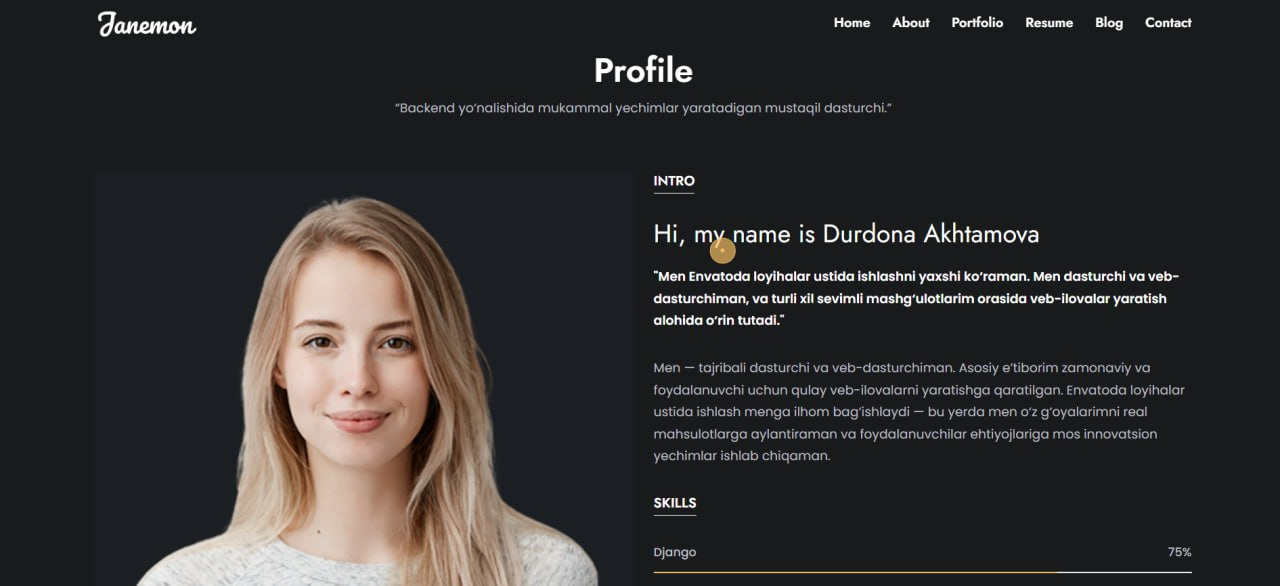 Janemon
Home About Portfolio Resume Blog Contact
Profile
“Backend yo‘nalishida mukammal yechimlar yaratadigan mustaqil dasturchi.”
INTRO
Hi, my name is Durdona Akhtamova
"Men Envatoda loyihalar ustida ishlashni yaxshi ko‘raman. Men dasturchi va veb-
dasturchiman, va turli xil sevimli mashg‘ulotlarim orasida veb-ilovalar yaratish
alohida o‘rin tutadi."
Men — tajribali dasturchi va veb-dasturchiman. Asosiy e’tiborim zamonaviy va
foydalanuvchi uchun qulay veb-ilovalarni yaratishga qaratilgan. Envatoda loyihalar
ustida ishlash menga ilhom bag‘ishlaydi — bu yerda men o‘z g‘oyalarimni real
mahsulotlarga aylantiraman va foydalanuvchilar ehtiyojlariga mos innovatsion
yechimlar ishlab chiqaman.
SKILLS
Django 75%